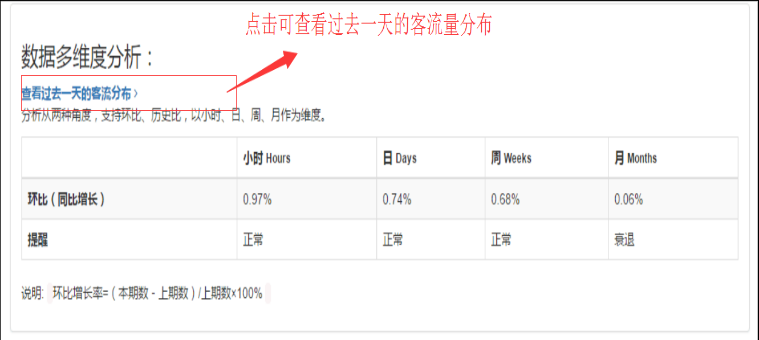 点击可查看过去一天的客流量分布
数据多维度分析：
查看过去一天的客流分布 ›
分析从两种角度，支持环比、历史比，以小时、日、周、月作为维度。
小时 Hours 日 Days 周 Weeks 月 Months
环比（同比增长） 0.97% 0.74% 0.68% 0.06%
提醒 正常 正常 正常 衰退
说明: 环比增长率=（本期数 - 上期数）/上期数×100%